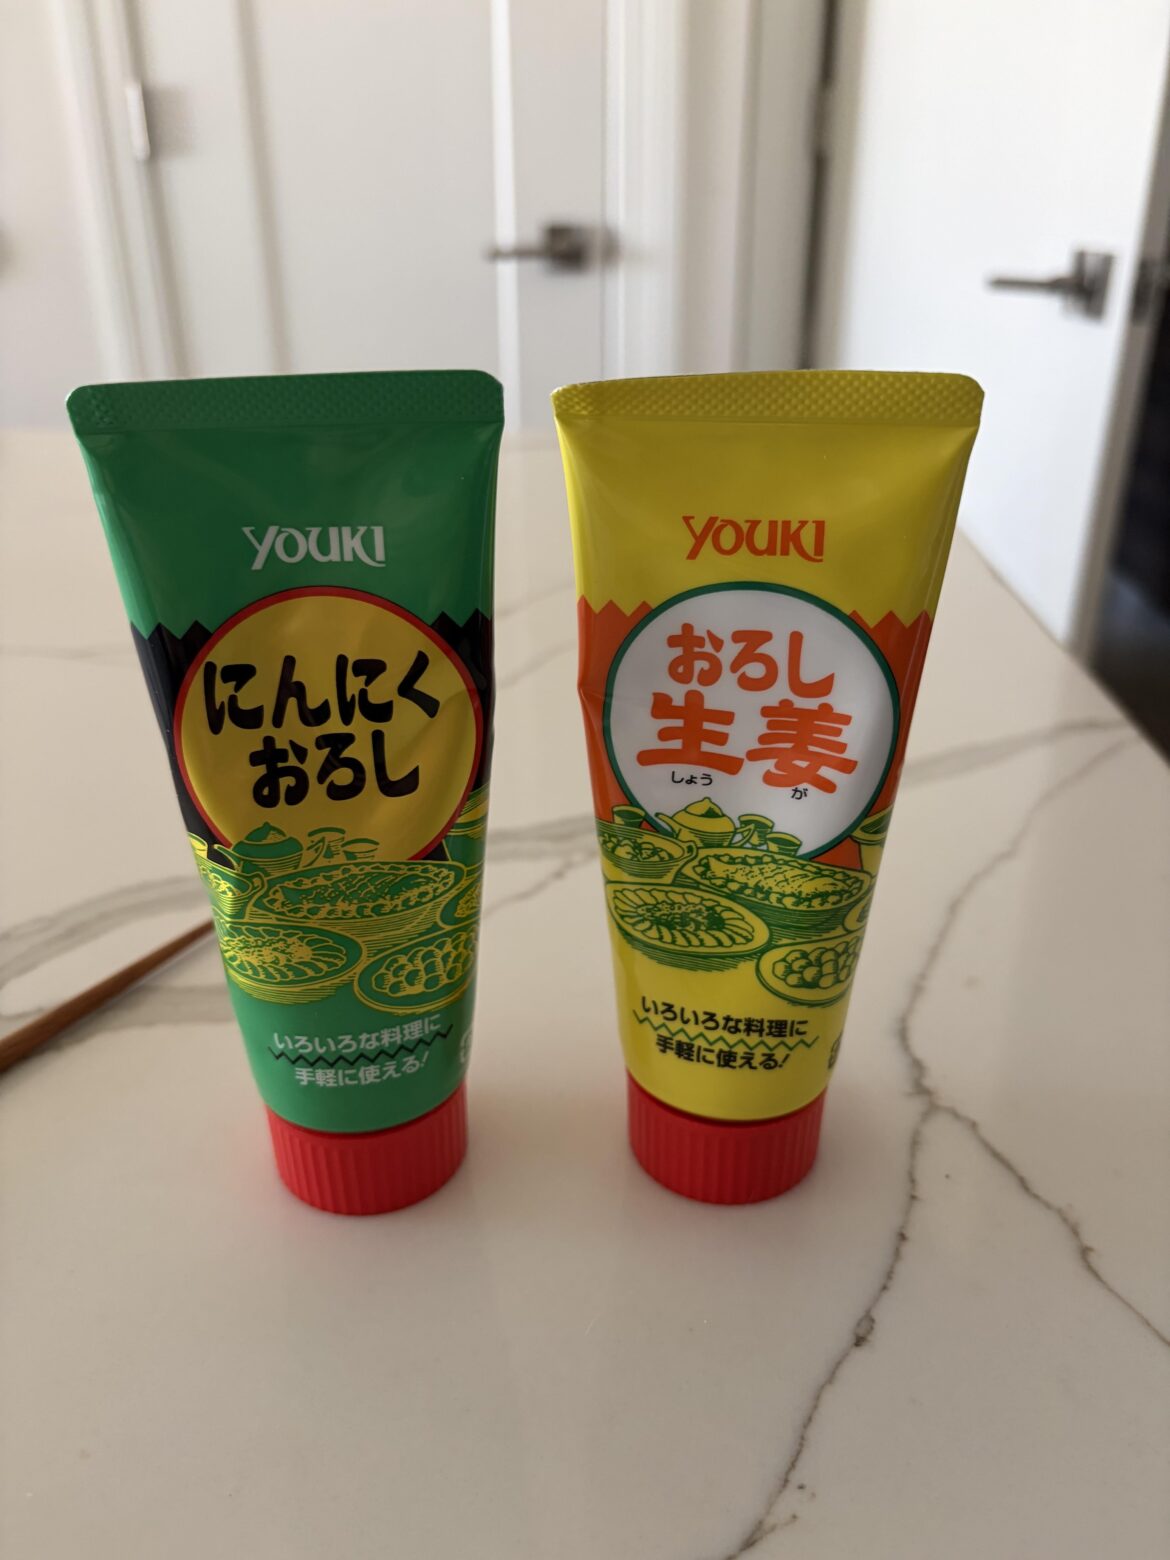 YOUKI
にんにく
おろし
いろいろな料理に
手軽に使える!
YOUKI
おろし
生姜
しょう が
いろいろな料理に
手軽に使える!